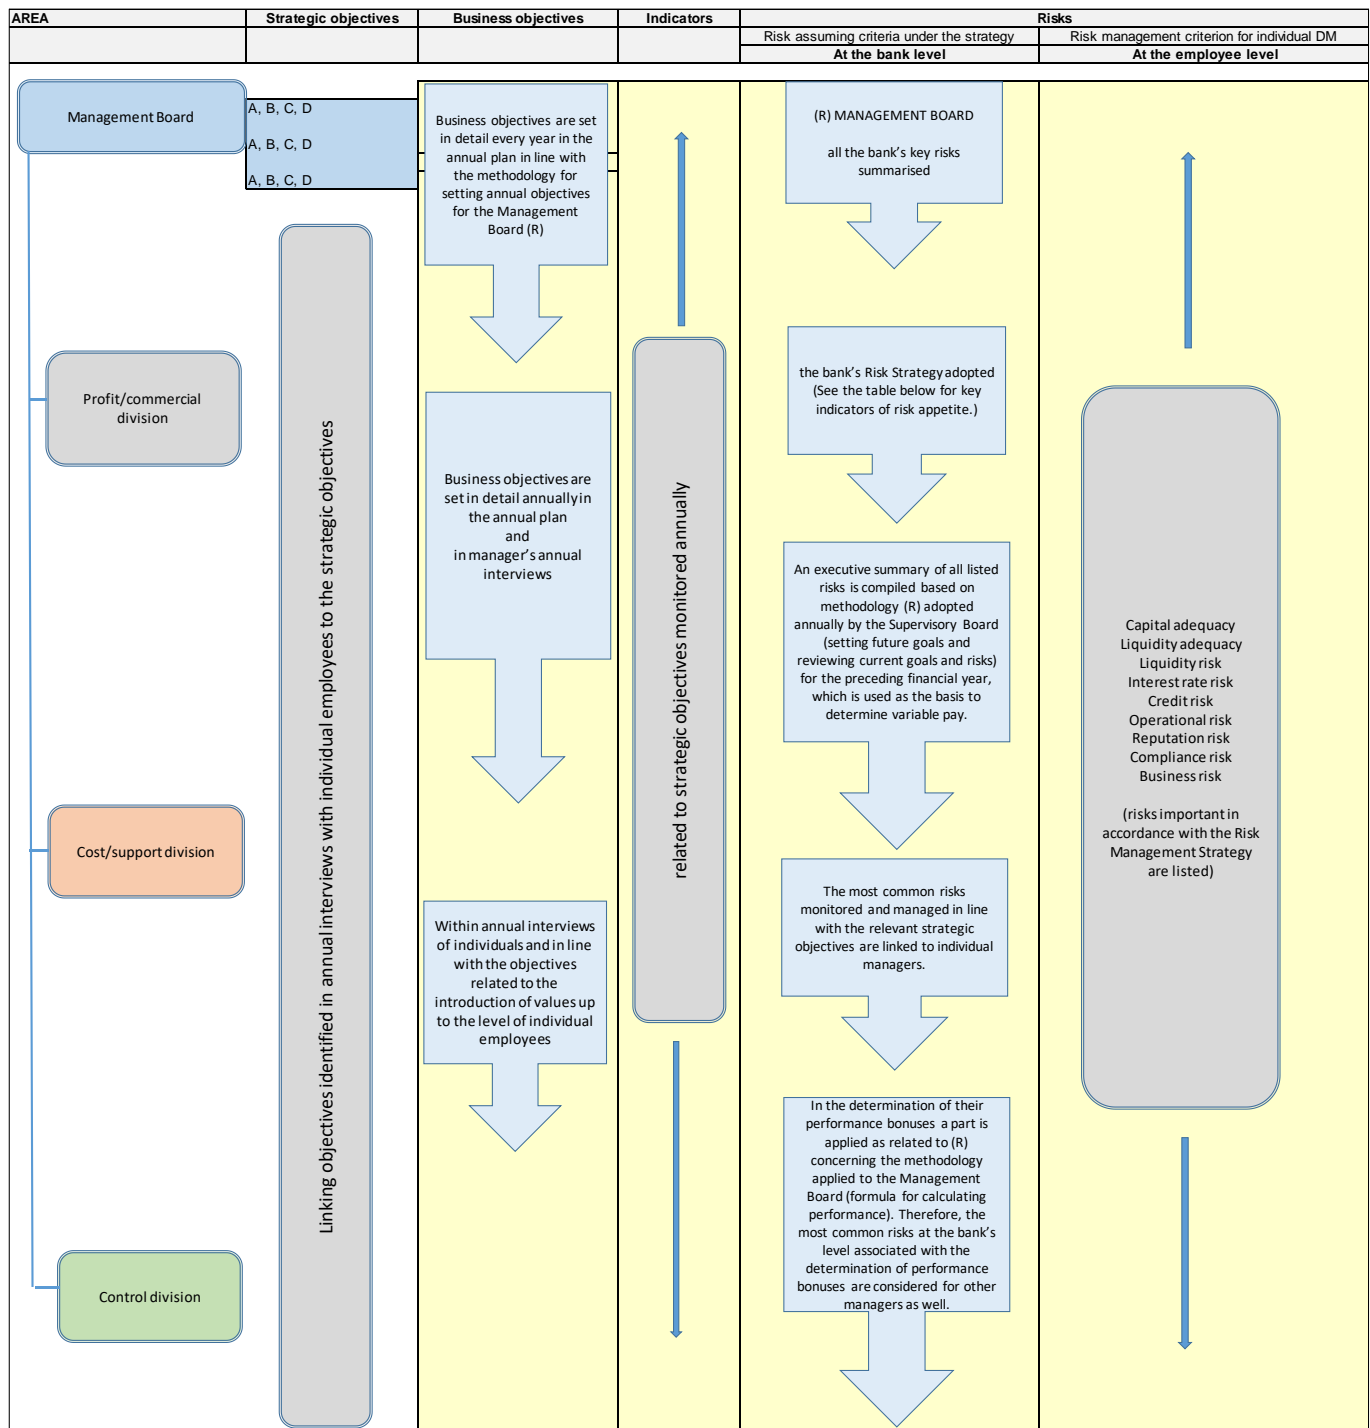 AREA
Strategic objectives
Business objectives
Indicators
Risks
Risk assuming criteria under the strategy
Risk management criterion for individual DM
At the bank level
At the employee level
Management Board
A, B, C, D
A, B, C, D
A, B, C, D
Profit/commercial
division
Cost/support division
Control division
Linking objectives identified in annual interviews with individual employees to the strategic objectives
Business objectives are set
in detail every year in the
annual plan in line with
the methodology for
setting annual objectives
for the Management
Board (R)
Business objectives are
set in detail annually in
the annual plan
and
in manager's annual
interviews
Within annual interviews
of individuals and in line
with the objectives
related to the
introduction of values up
to the level of individual
employees
related to strategic objectives monitored annually
(R) MANAGEMENT BOARD
all the bank's key risks
summarised
the bank's Risk Strategy adopted
(See the table below for key
indicators of risk appetite.)
An executive summary of all listed
risks is compiled based on
methodology (R) adopted
annually by the Supervisory Board
(setting future goals and
reviewing current goals and risks)
for the preceding financial year,
which is used as the basis to
determine variable pay.
The most common risks
monitored and managed in line
with the relevant strategic
objectives are linked to individual
managers.
In the determination of their
performance bonuses a part is
applied as related to (R)
concerning the methodology
applied to the Management
Board (formula for calculating
performance). Therefore, the
most common risks at the bank's
level associated with the
determination of performance
bonuses are considered for other
managers as well.
Capital adequacy
Liquidity adequacy
Liquidity risk
Interest rate risk
Credit risk
Operational risk
Reputation risk
Compliance risk
Business risk
(risks important in
accordance with the Risk
Management Strategy
are listed)